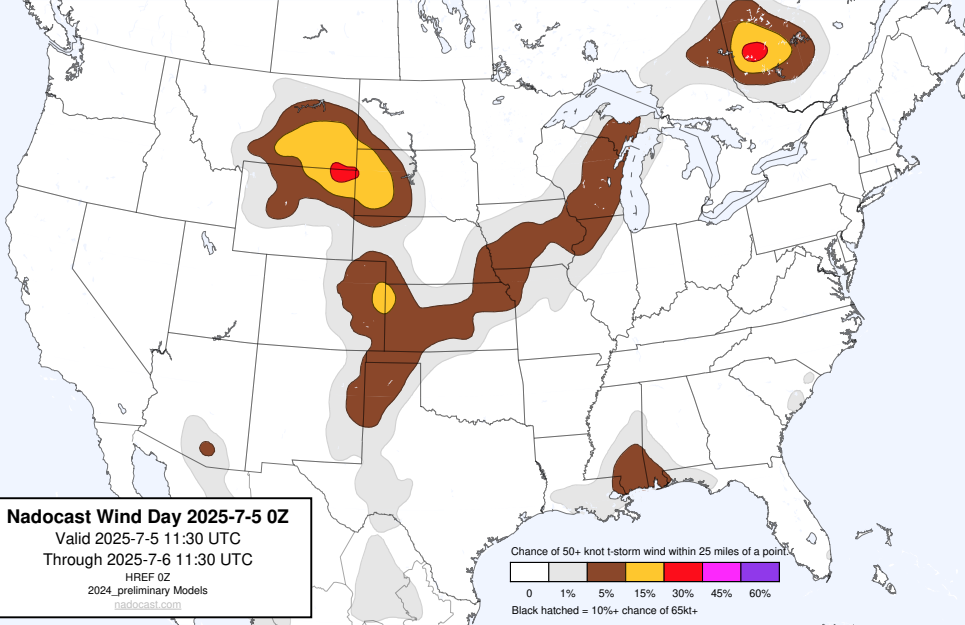 Nadocast Wind Day 2025-7-5 0Z
Valid 2025-7-5 11:30 UTC
Through 2025-7-6 11:30 UTC
HREF 0Z
2024_preliminary Models
nadocast.com
Chance of 50+ knot t-storm wind within 25 miles of a point.
0 1% 5% 15% 30% 45% 60%
Black hatched = 10%+ chance of 65kt+